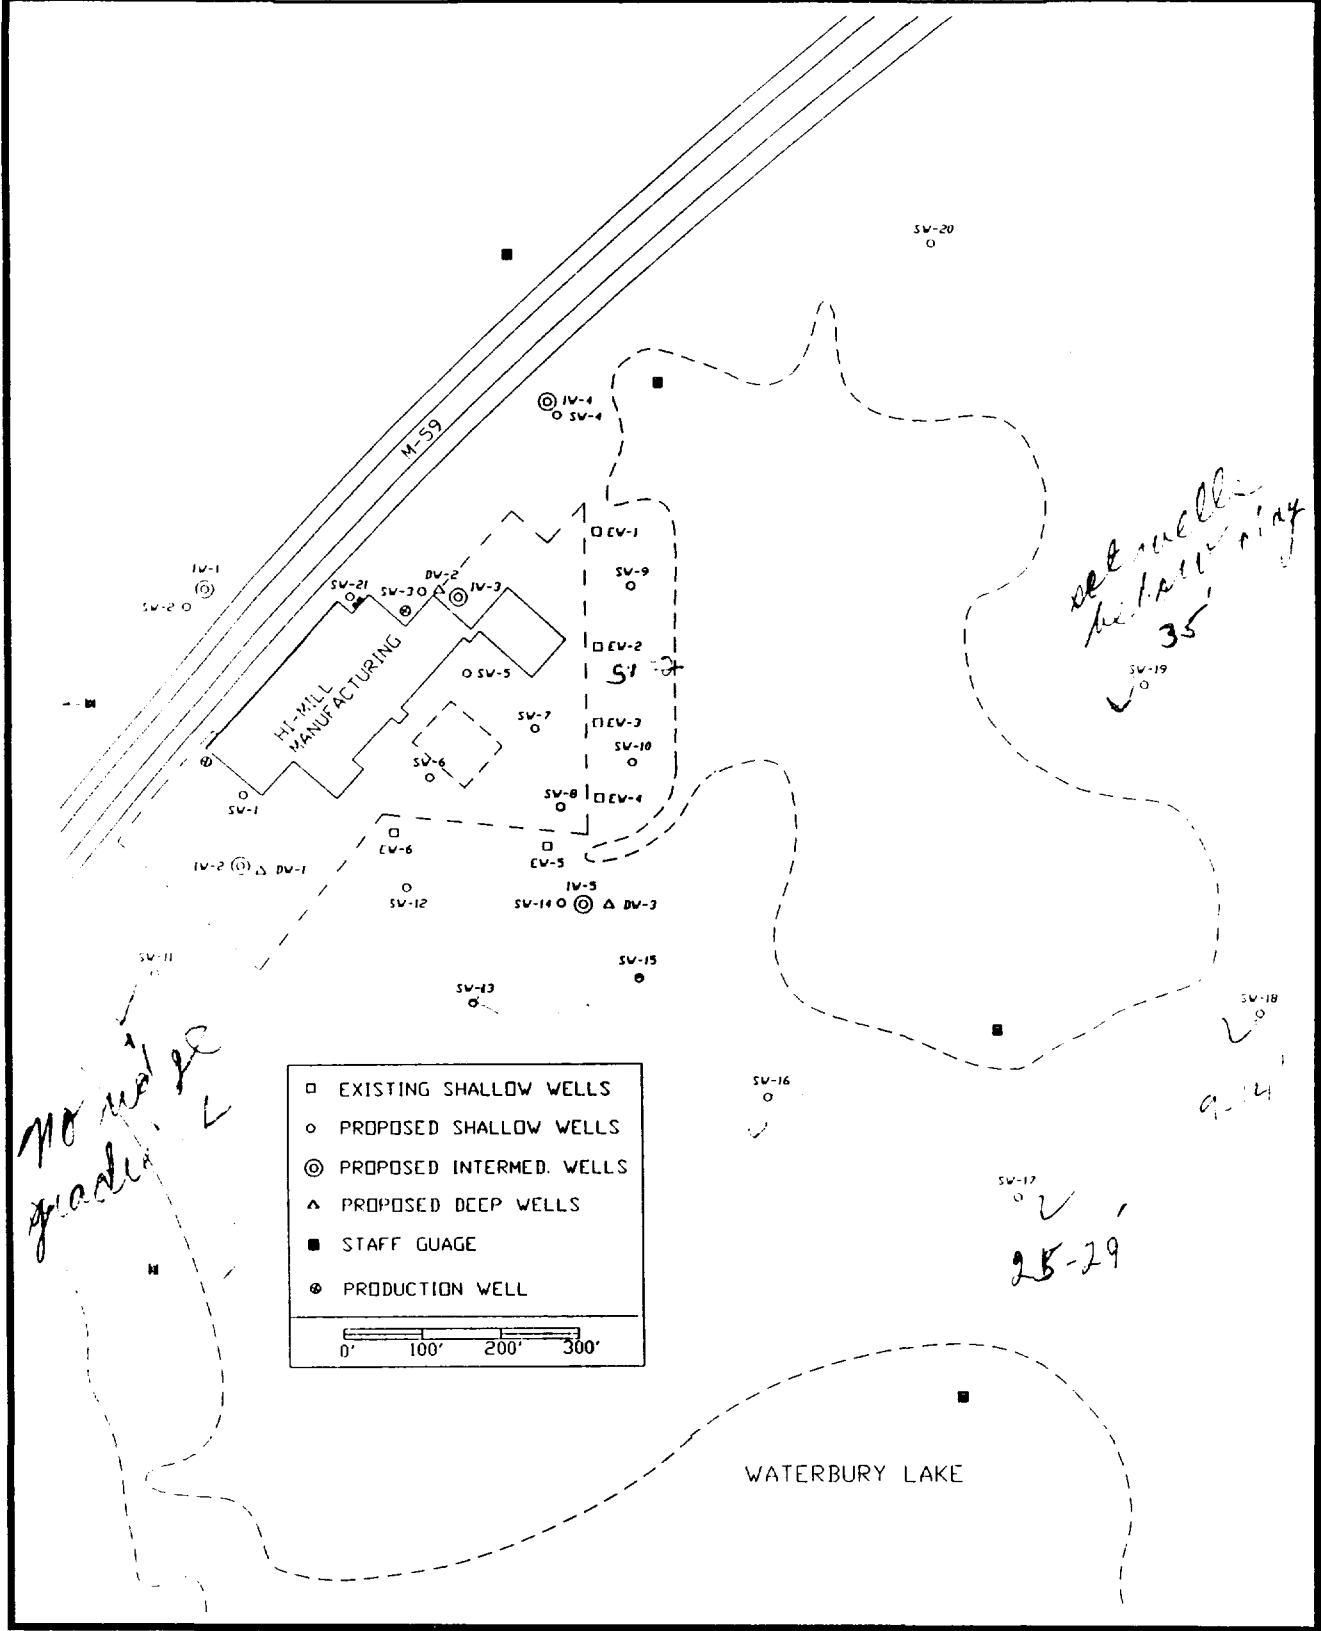 SW-20
IW-4
SW-4
M-59
EW-1
IW-1
SW-2
SW-21
SW-3
DW-2
IW-3
SW-9
35'
EW-2
SW-5
SW-19
HI-MILL
MANUFACTURING
SW-7
EW-3
SW-10
SW-6
SW-8
EW-4
SW-1
EW-6
EW-5
IW-2
DW-1
IW-5
SW-12
SW-14
DW-3
SW-11
SW-15
SW-13
SW-18
9-14'
SW-16
SW-17
25-29'
No
EXISTING SHALLOW WELLS
PROPOSED SHALLOW WELLS
PROPOSED INTERMED. WELLS
PROPOSED DEEP WELLS
STAFF GUAGE
PRODUCTION WELL
0' 100' 200' 300'
WATERBURY LAKE